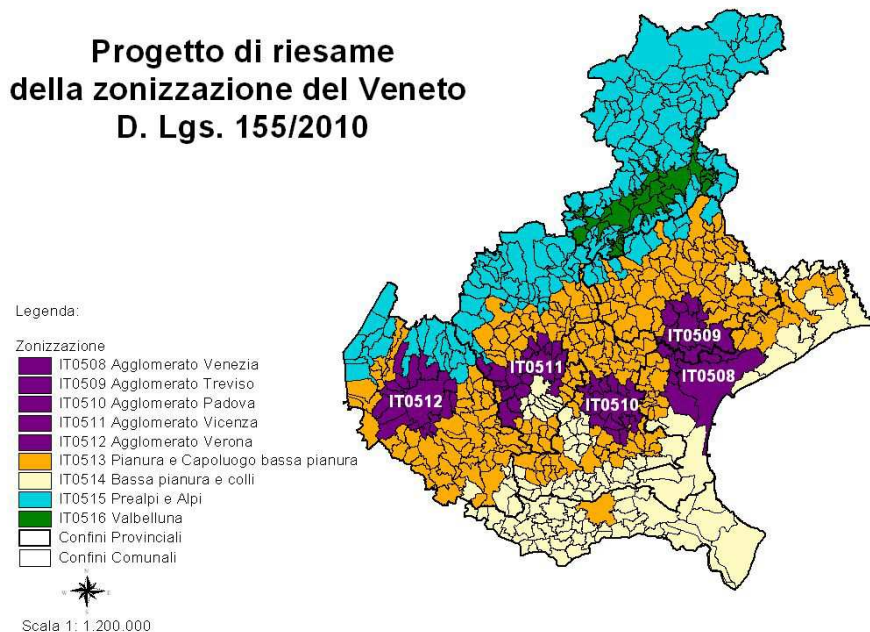 Progetto di riesame
della zonizzazione del Veneto
D. Lgs. 155/2010
IT0509
IT0511
IT0508
IT0512
IT0510
Legenda:
Zonizzazione
IT0508 Agglomerato Venezia
IT0509 Agglomerato Treviso
IT0510 Agglomerato Padova
IT0511 Agglomerato Vicenza
IT0512 Agglomerato Verona
IT0513 Pianura e Capoluogo bassa pianura
IT0514 Bassa pianura e colli
IT0515 Prealpi e Alpi
IT0516 Valbelluna
Confini Provinciali
Confini Comunali
N
W E
S
Scala 1: 1.200.000